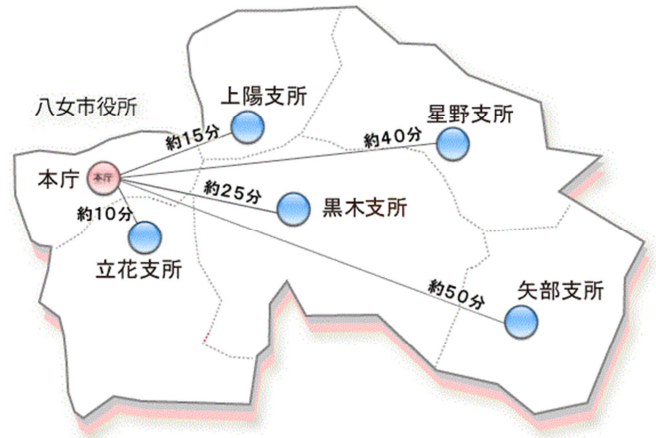 上陽支所
八女市役所
星野支所
約15分
約40分
本庁
本庁
約25分
黒木支所
約10分
立花支所
約50分
矢部支所